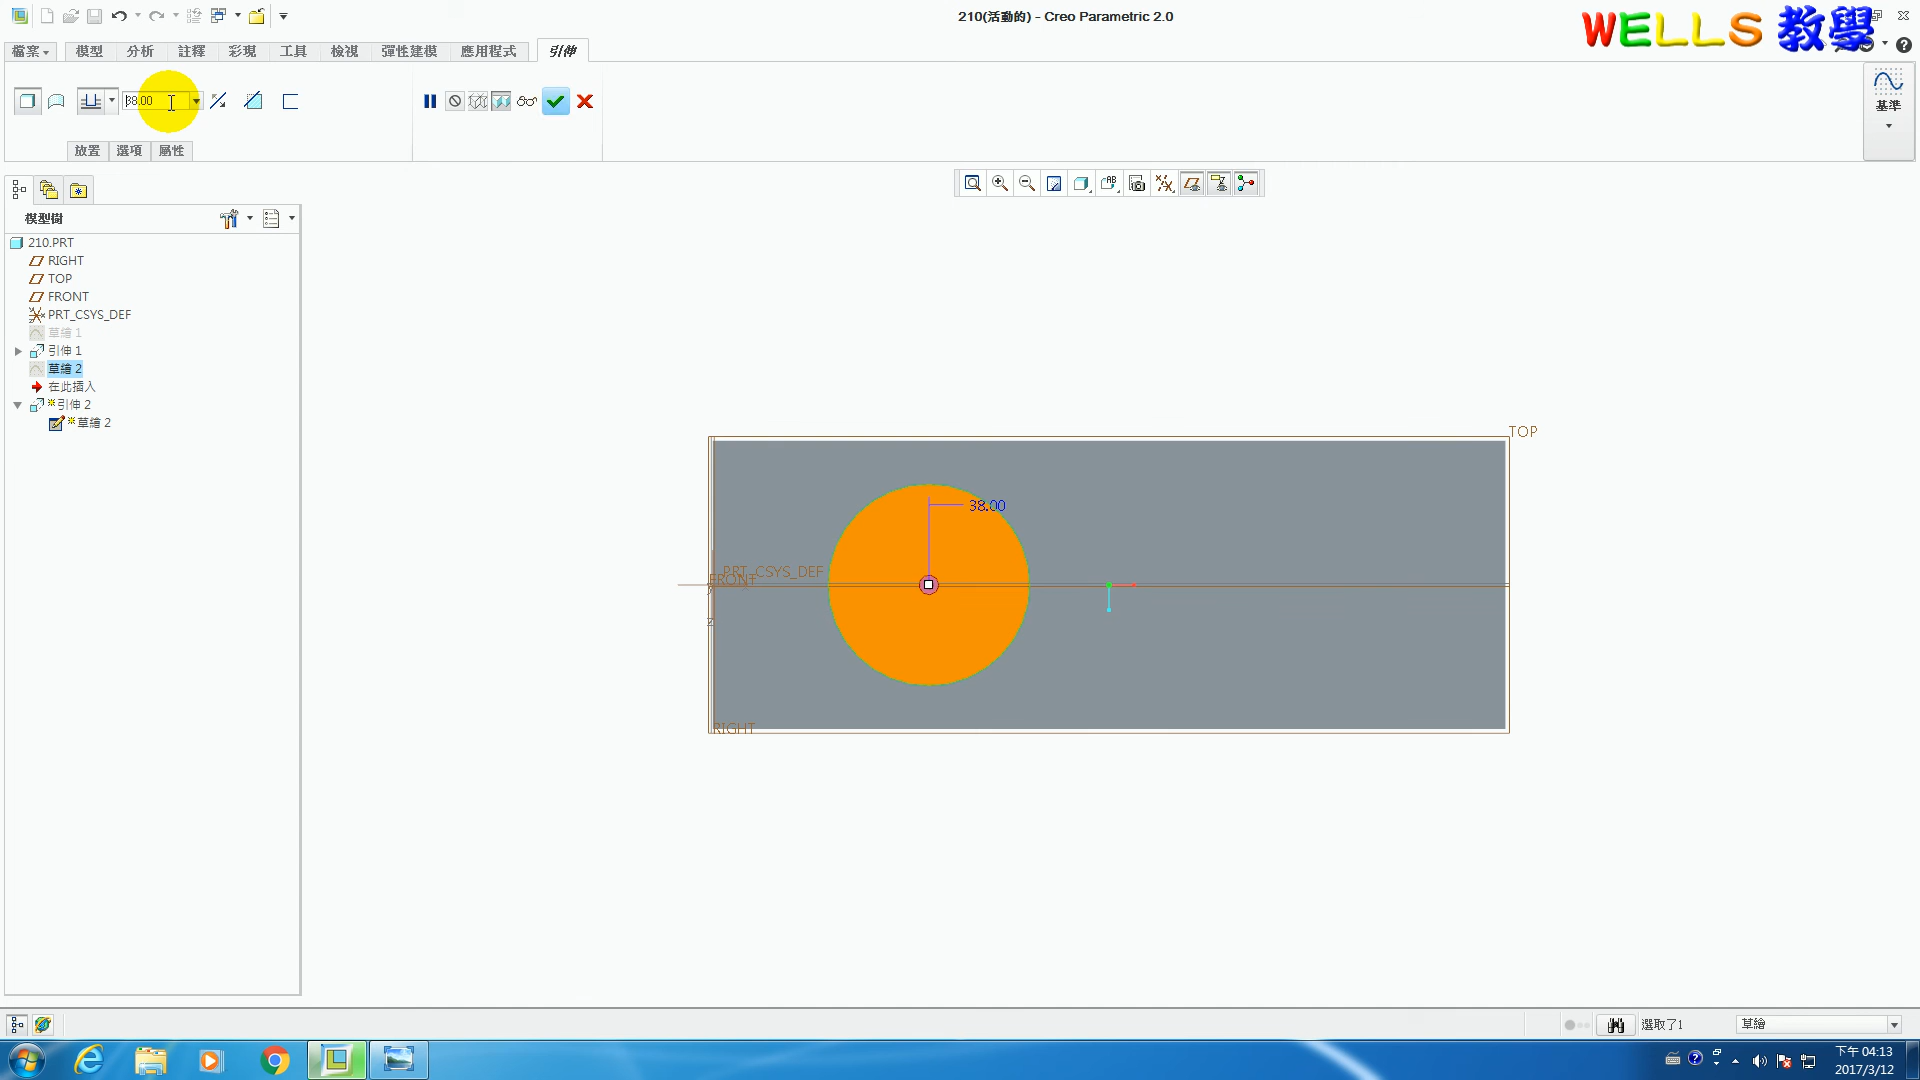 210(活動的) - Creo Parametric 2.0
WELLS 教學
檔案 模型 分析 註釋 彩現 工具 檢視 彈性建模 應用程式 引伸
38.00
基準
放置 選項 屬性
模型樹
210.PRT
RIGHT
TOP
FRONT
PRT_CSYS_DEF
草繪 1
引伸 1
草繪 2
在此插入
引伸 2
草繪 2
TOP
38.00
PRT_CSYS_DEF
FRONT
RIGHT
選取了1
草繪
下午 04:13
2017/3/12